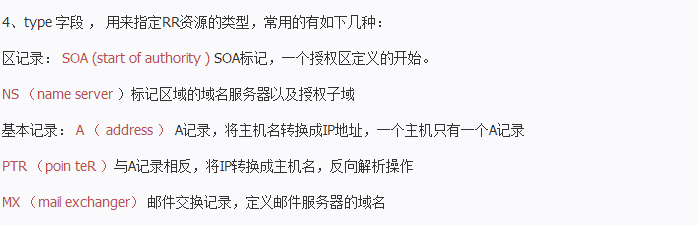 4、type 字段 ， 用来指定RR资源的类型，常用的有如下几种：
区记录： SOA (start of authority ) SOA标记，一个授权区定义的开始。
NS （name server ）标记区域的域名服务器以及授权子域
基本记录： A （ address ） A记录，将主机名转换成IP地址，一个主机只有一个A记录
PTR （poin teR ）与A记录相反，将IP转换成主机名，反向解析操作
MX （mail exchanger） 邮件交换记录，定义邮件服务器的域名